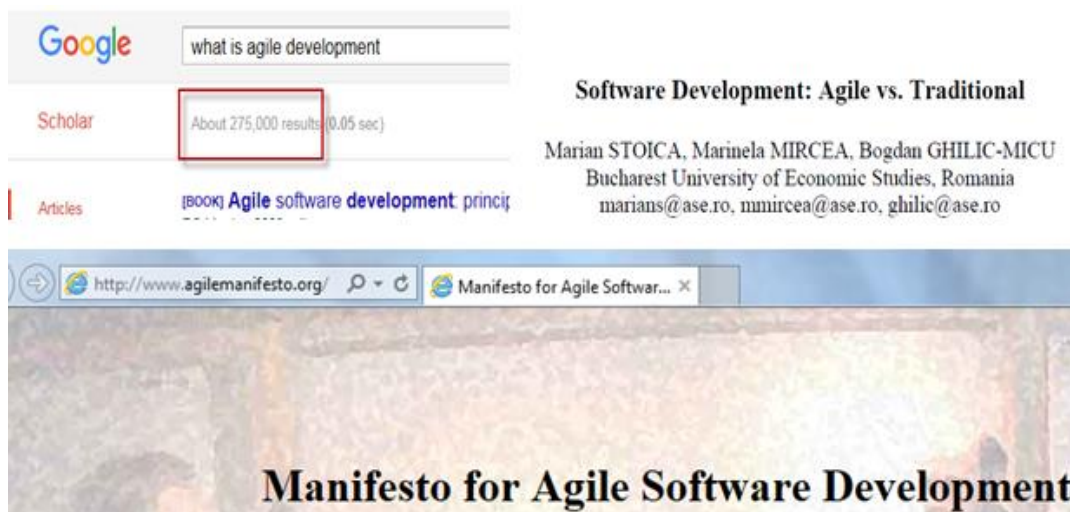 Google
what is agile development
Scholar
About 275,000 results (0.05 sec)
Articles
[BOOK] Agile software development: princip
Software Development: Agile vs. Traditional
Marian STOICA, Marinela MIRCEA, Bogdan GHILIC-MICU
Bucharest University of Economic Studies, Romania
marians@ase.ro, mmircea@ase.ro, ghilic@ase.ro
http://www.agilemanifesto.org/
Manifesto for Agile Softwar...
Manifesto for Agile Software Development